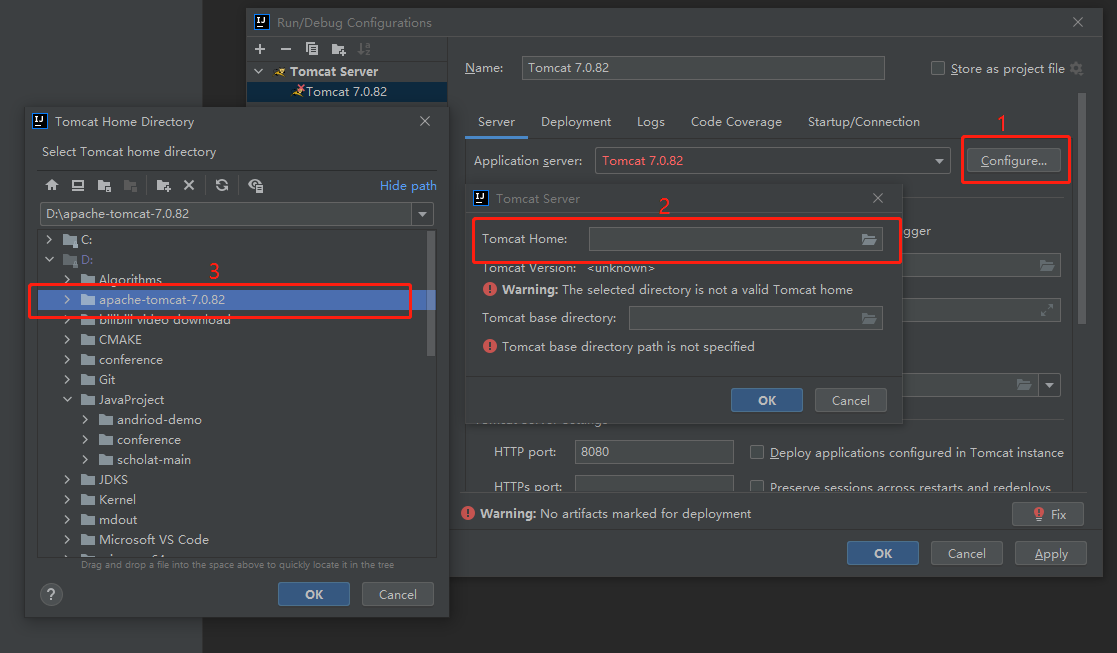 Run/Debug Configurations
Tomcat Server
Tomcat 7.0.82
Name:
Tomcat 7.0.82
Store as project file
Server
Deployment
Logs
Code Coverage
Startup/Connection
1
Application server:
Tomcat 7.0.82
Configure...
Tomcat Home Directory
Select Tomcat home directory
Hide path
D:\apache-tomcat-7.0.82
C:
D:
3
Algorithms
apache-tomcat-7.0.82
bilibili video download
CMAKE
conference
Git
JavaProject
andriod-demo
conference
scholat-main
JDKS
Kernel
mdout
Microsoft VS Code
Drag and drop a file into the space above to quickly locate it in the tree
?
OK
Cancel
Tomcat Server
2
Tomcat Home:
Tomcat Version: <unknown>
Warning: The selected directory is not a valid Tomcat home
Tomcat base directory:
Tomcat base directory path is not specified
OK
Cancel
gger
HTTP port:
8080
Deploy applications configured in Tomcat instance
HTTPs port:
Preserve sessions across restarts and redeploys
Warning: No artifacts marked for deployment
Fix
OK
Cancel
Apply